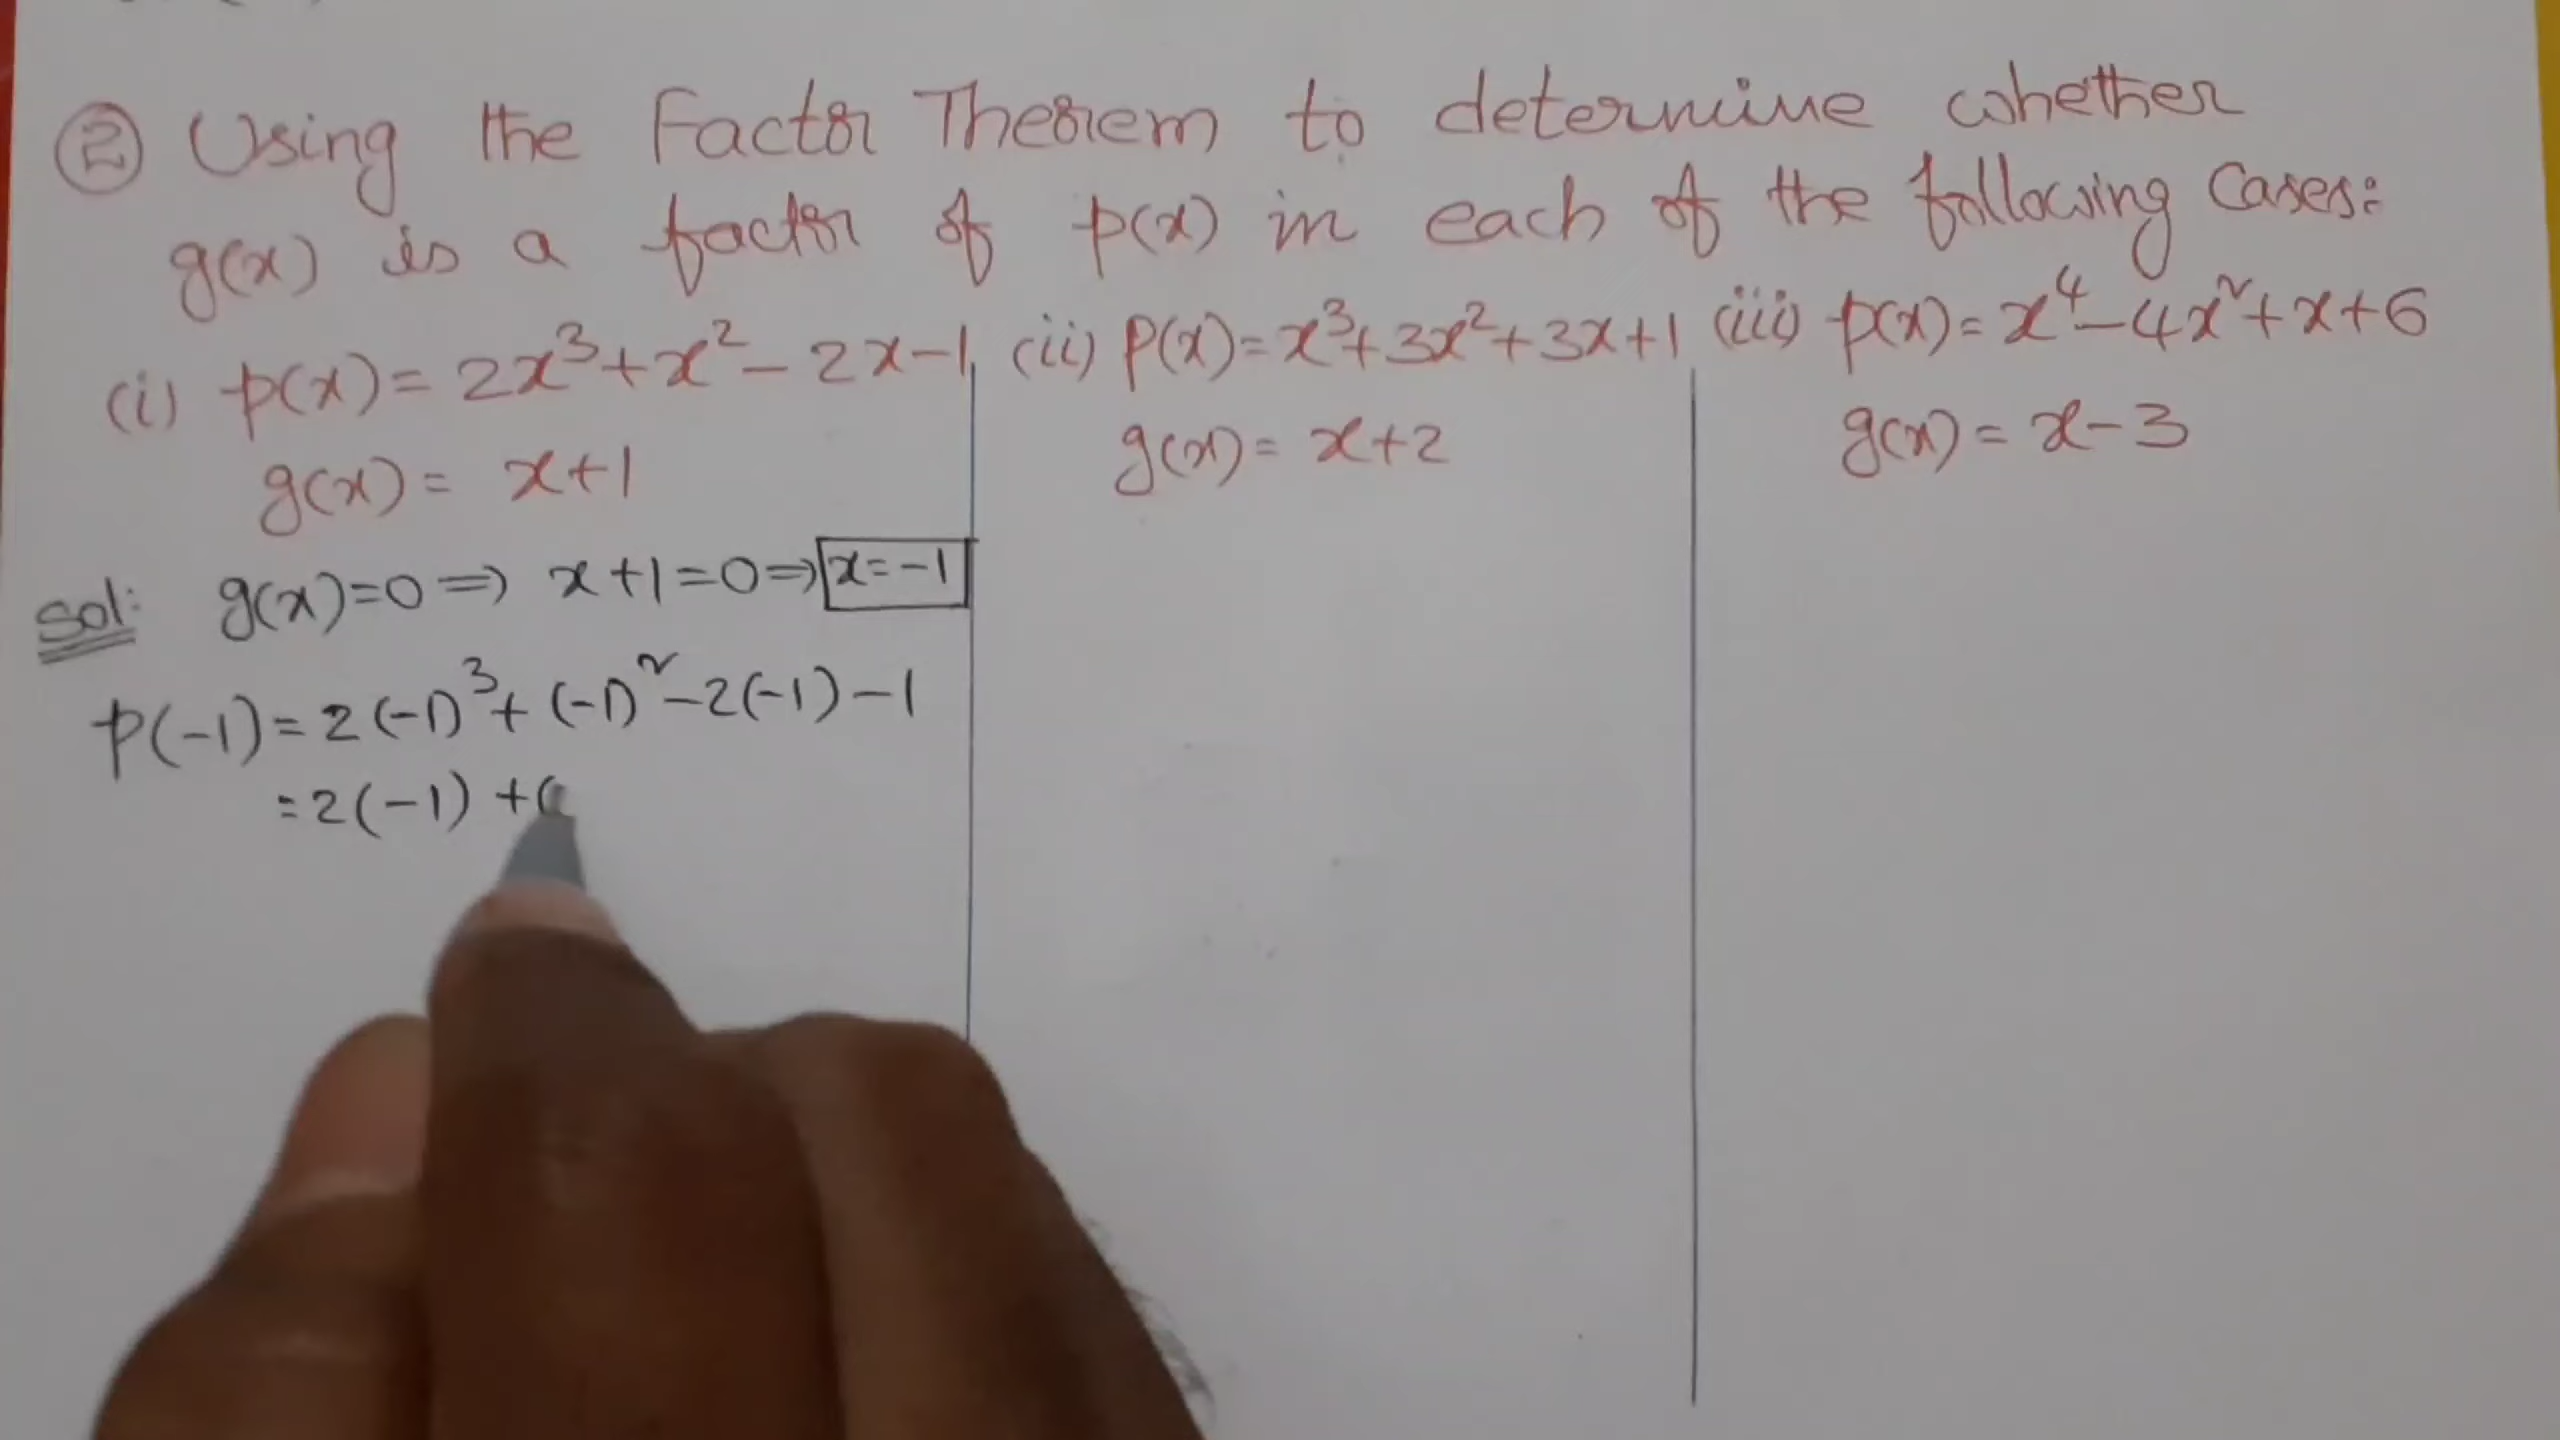 ② Using the Factor Theorem to determine whether
g(x) is a factor of p(x) in each of the following Cases:
(i) p(x) = 2x³+x²-2x-1
g(x) = x+1
(ii) P(x) = x³+3x²+3x+1
g(x) = x+2
(iii) p(x) = x⁴-4x²+x+6
g(x) = x-3
Sol: g(x)=0 ⇒ x+1=0 ⇒ x=-1
p(-1) = 2(-1)³+(-1)²-2(-1)-1
= 2(-1) +(